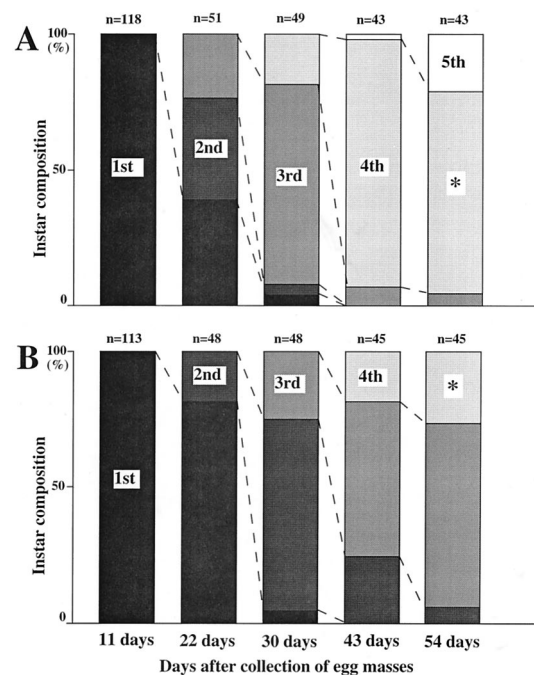 A
n=118 n=51 n=49 n=43 n=43
100
(%)
5th
2nd
1st
3rd
4th
*
50
0
Instar composition
B
n=113 n=48 n=48 n=45 n=45
100
(%)
2nd
3rd
4th
*
1st
50
0
Instar composition
11 days 22 days 30 days 43 days 54 days
Days after collection of egg masses